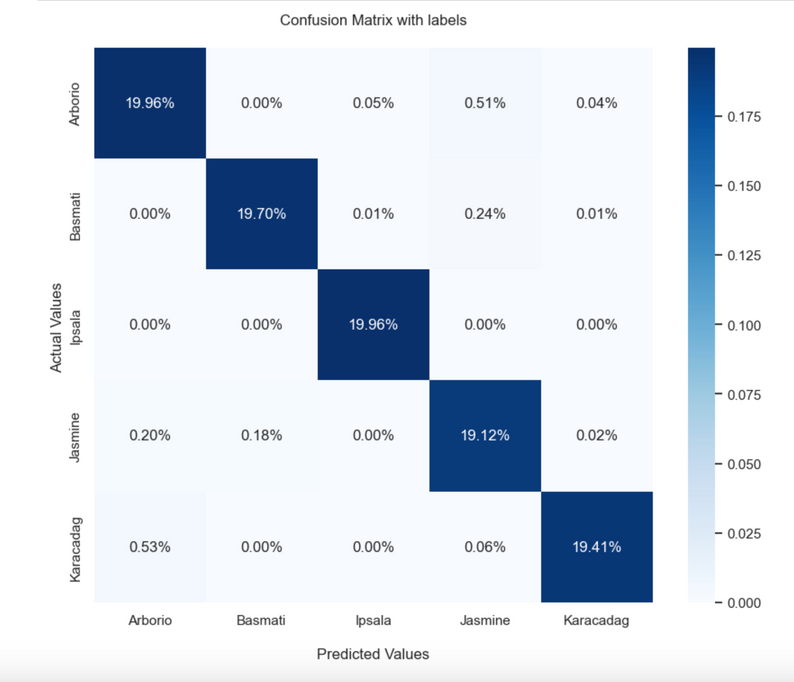 Confusion Matrix with labels
Actual Values
Arborio
19.96% 0.00% 0.05% 0.51% 0.04%
Basmati
0.00% 19.70% 0.01% 0.24% 0.01%
Ipsala
0.00% 0.00% 19.96% 0.00% 0.00%
Jasmine
0.20% 0.18% 0.00% 19.12% 0.02%
Karacadag
0.53% 0.00% 0.00% 0.06% 19.41%
Arborio Basmati Ipsala Jasmine Karacadag
Predicted Values
0.175
0.150
0.125
0.100
0.075
0.050
0.025
0.000